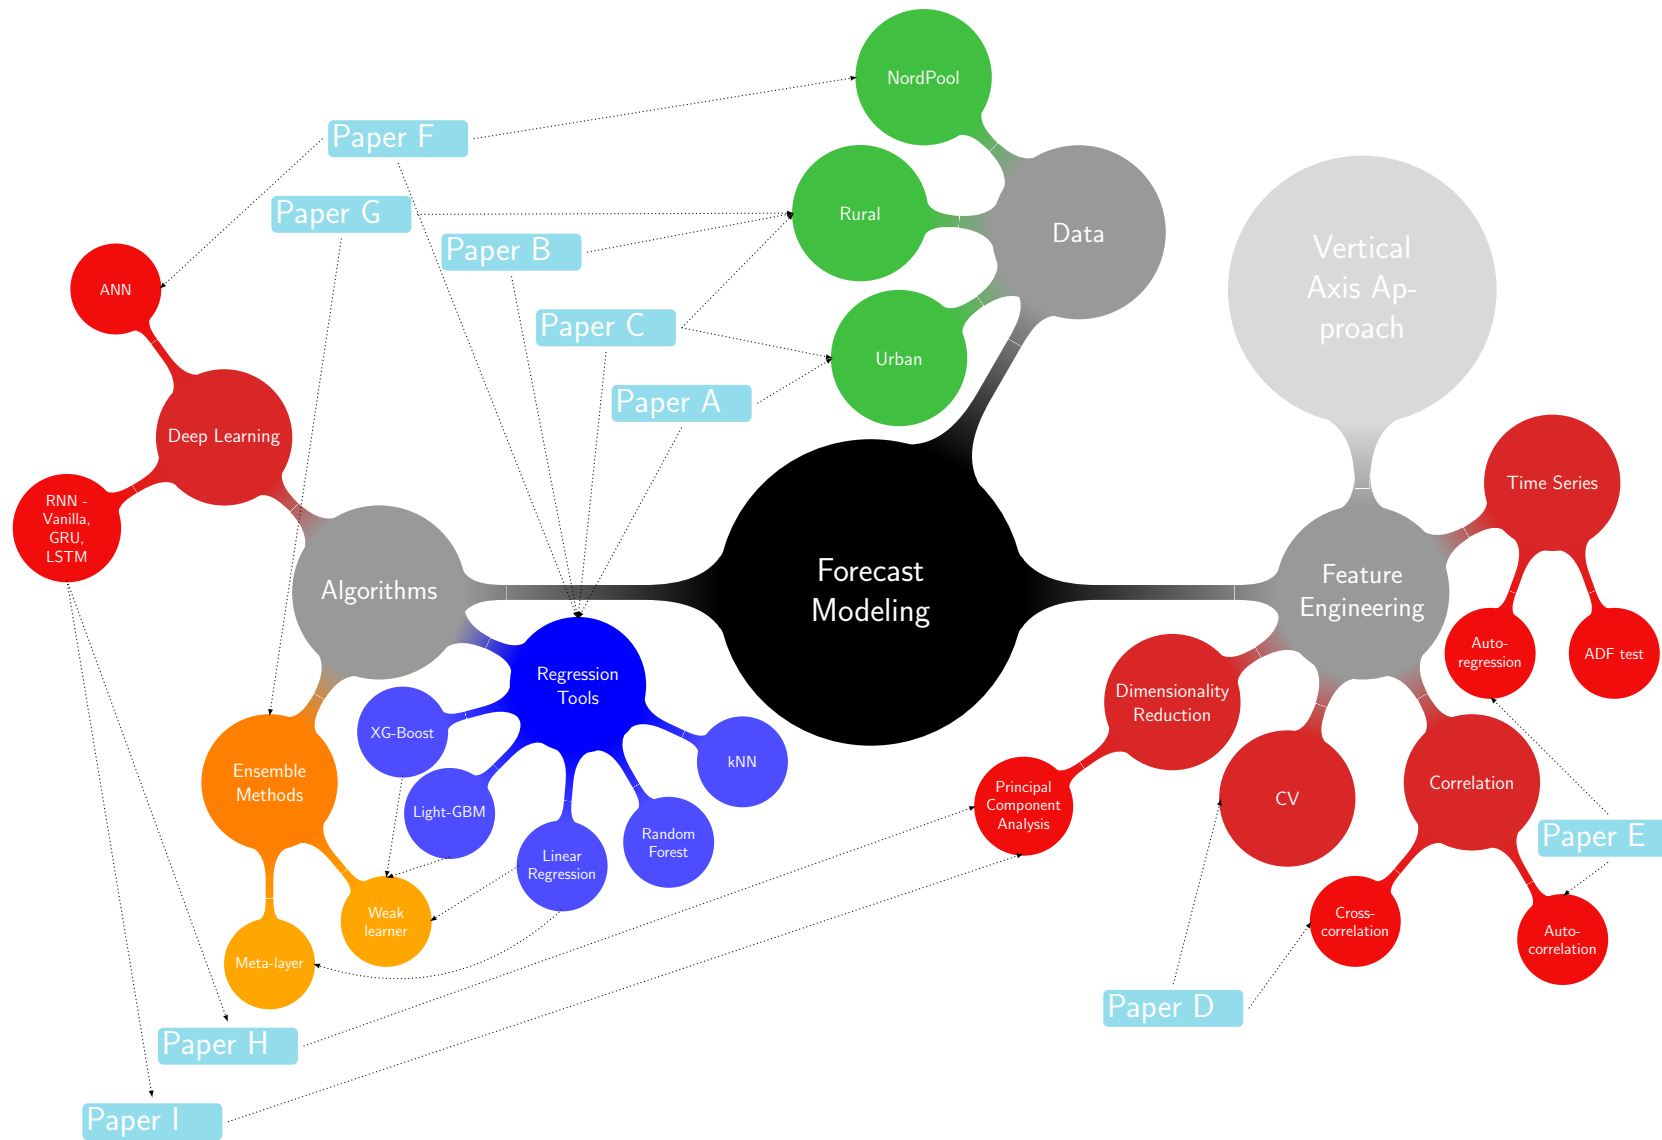 NordPool
Paper F
Paper G
Rural
Data
Paper B
Vertical
Axis Ap-
proach
ANN
Paper C
Urban
Paper A
Deep Learning
Time Series
RNN -
Vanilla,
GRU,
LSTM
Algorithms
Forecast
Modeling
Feature
Engineering
Auto-
regression
ADF test
Regression
Tools
Dimensionality
Reduction
XG-Boost
kNN
Ensemble
Methods
Light-GBM
Principal
Component
Analysis
CV
Correlation
Random
Forest
Paper E
Linear
Regression
Weak
learner
Cross-
correlation
Auto-
correlation
Meta-layer
Paper D
Paper H
Paper I